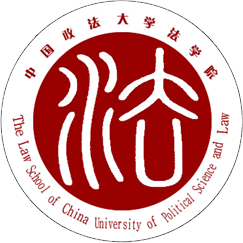 中国政法大学法学院
法
The Law School of China University of Political Science and Law